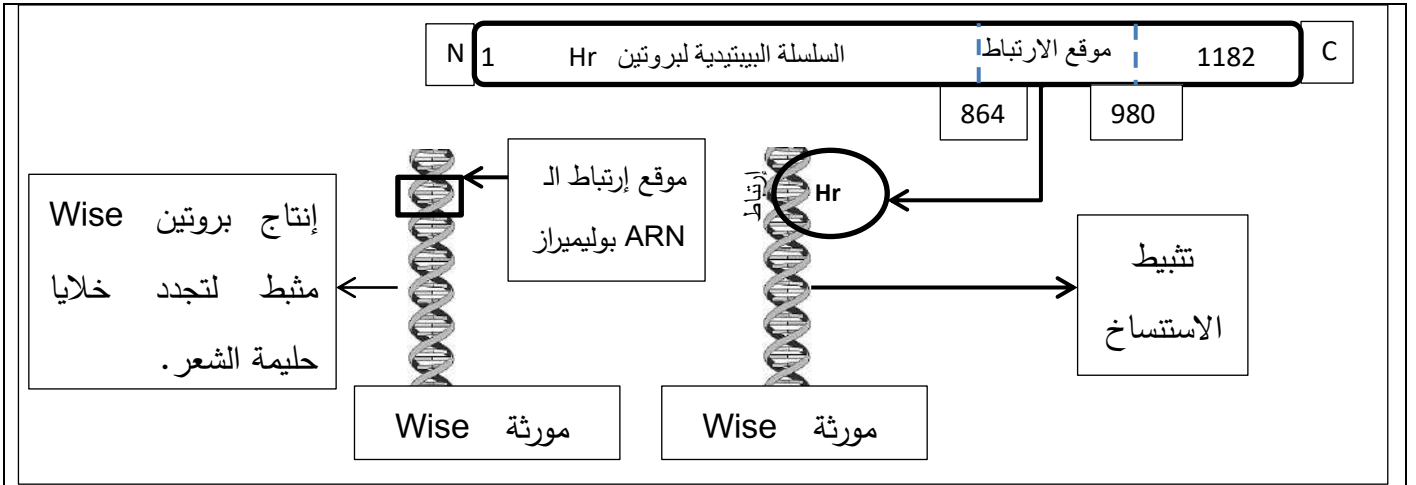 N
1
السلسلة البيبتيدية لبروتين Hr
موقع الارتباط
1182
C
864
980
موقع إرتباط الـ
ARN بوليميراز
إرتباط
Hr
إنتاج بروتين Wise
مثبط لتجدد خلايا
حليمة الشعر.
تثبيط
الاستنساخ
مورثة Wise
مورثة Wise